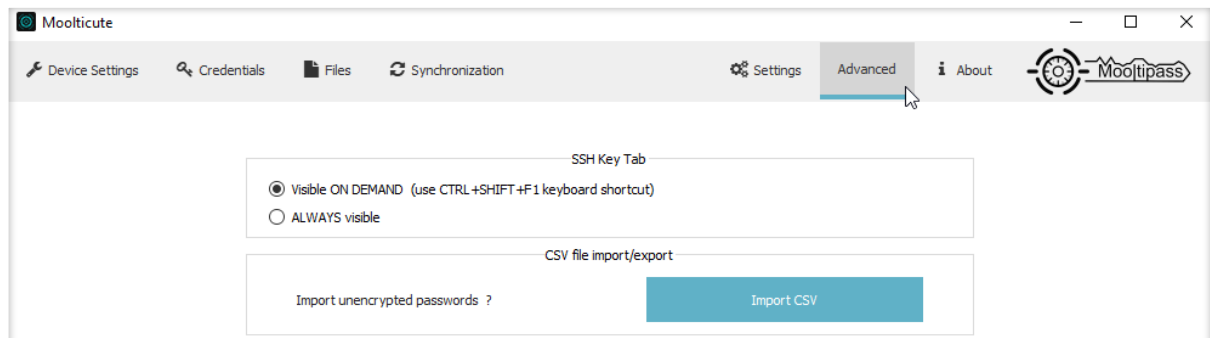 Moolticute
Device Settings Credentials Files Synchronization Settings Advanced About Mooltipass
SSH Key Tab
Visible ON DEMAND (use CTRL+SHIFT+F1 keyboard shortcut)
ALWAYS visible
CSV file import/export
Import unencrypted passwords ? Import CSV